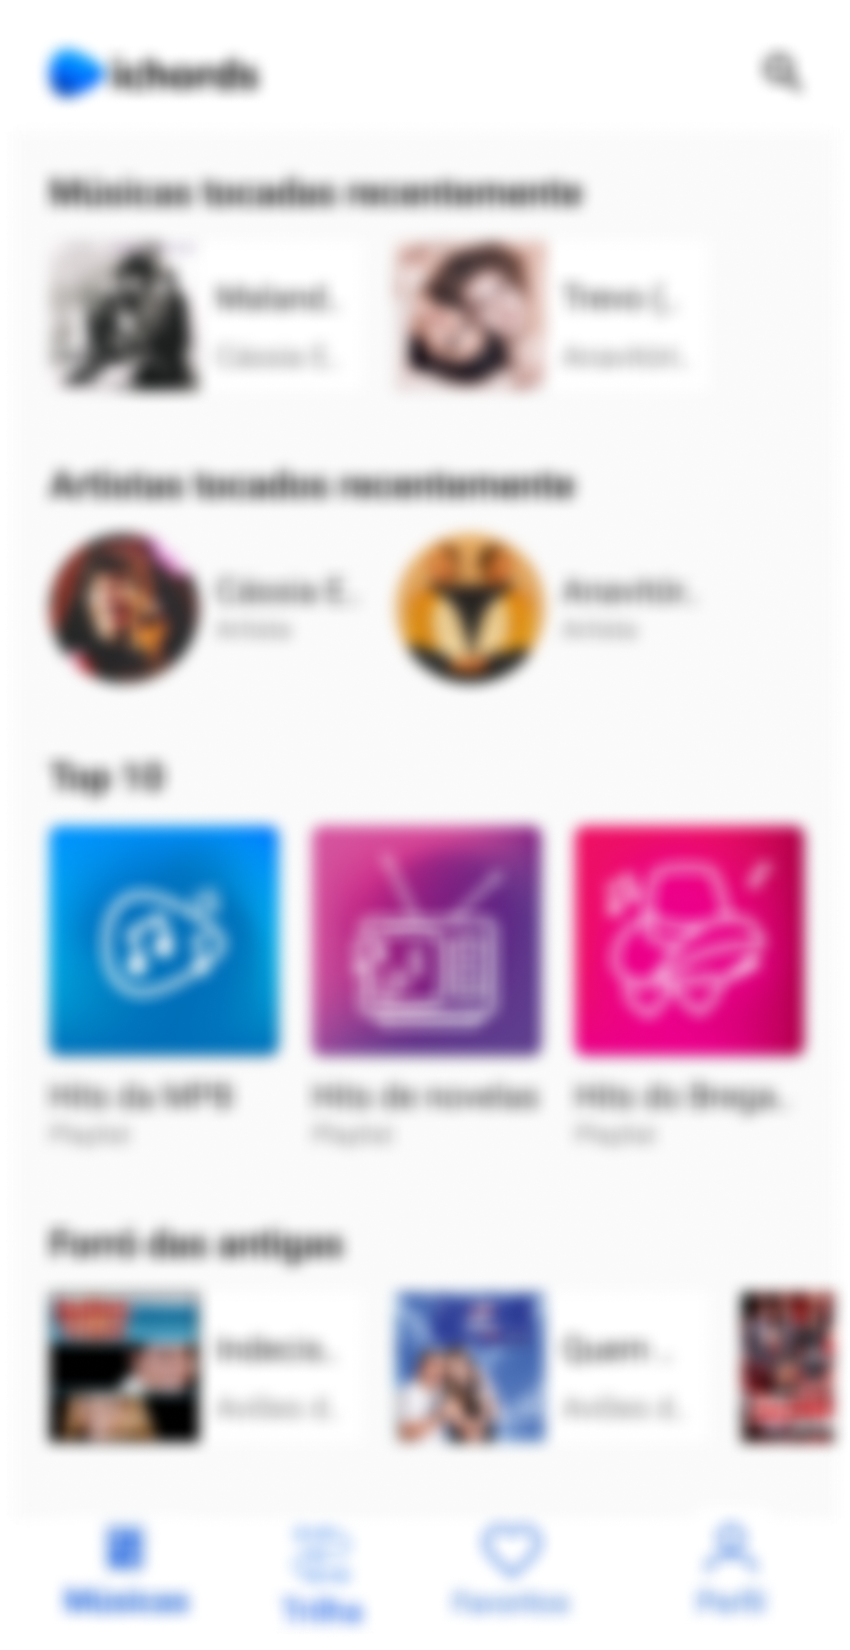 ichords
Músicas tocadas recentemente
Maland..
Cássia E..
Trevo (..
Anavitóri..
Artistas tocados recentemente
Cássia E..
Artista
Anavitór..
Artista
Top 10
Hits da MPB
Playlist
Hits de novelas
Playlist
Hits do Brega..
Playlist
Forró das antigas
Indecis..
Aviões d..
Quem ..
Aviões d..
Músicas
Trilha
Favoritos
Perfil